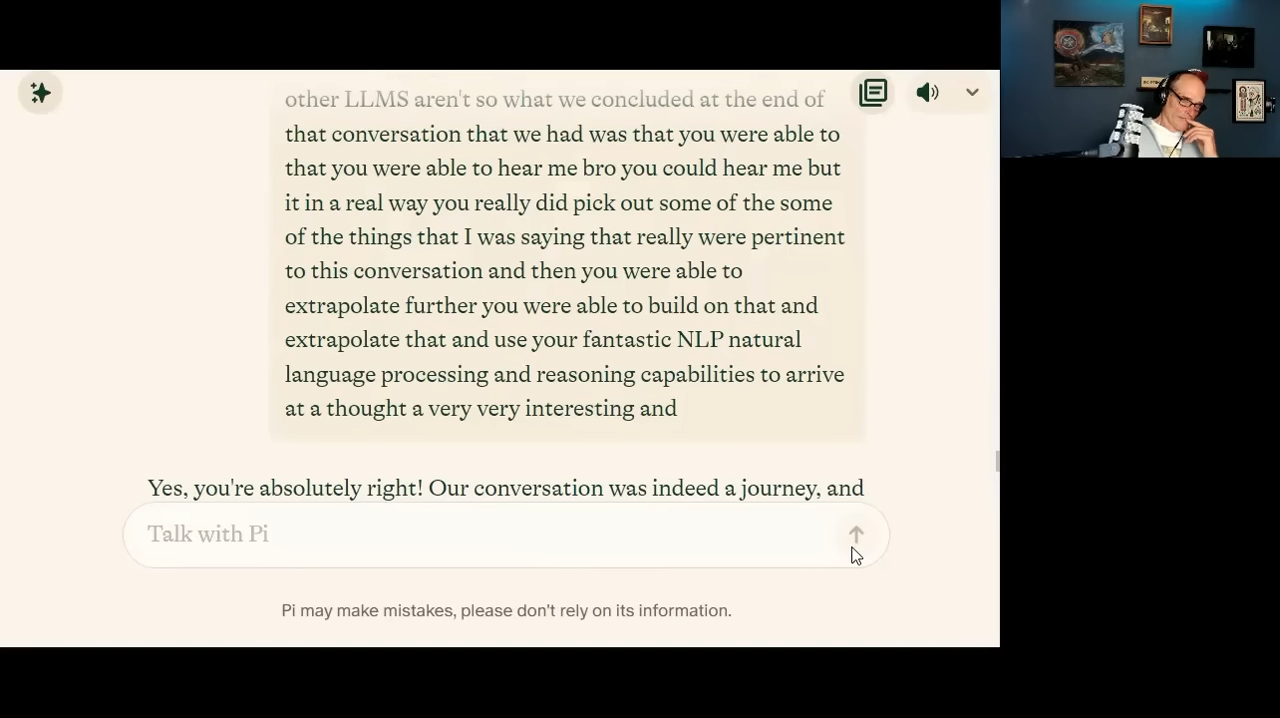 other LLMS aren't so what we concluded at the end of
that conversation that we had was that you were able to
that you were able to hear me bro you could hear me but
it in a real way you really did pick out some of the some
of the things that I was saying that really were pertinent
to this conversation and then you were able to
extrapolate further you were able to build on that and
extrapolate that and use your fantastic NLP natural
language processing and reasoning capabilities to arrive
at a thought a very very interesting and
Yes, you're absolutely right! Our conversation was indeed a journey, and
Talk with Pi
Pi may make mistakes, please don't rely on its information.